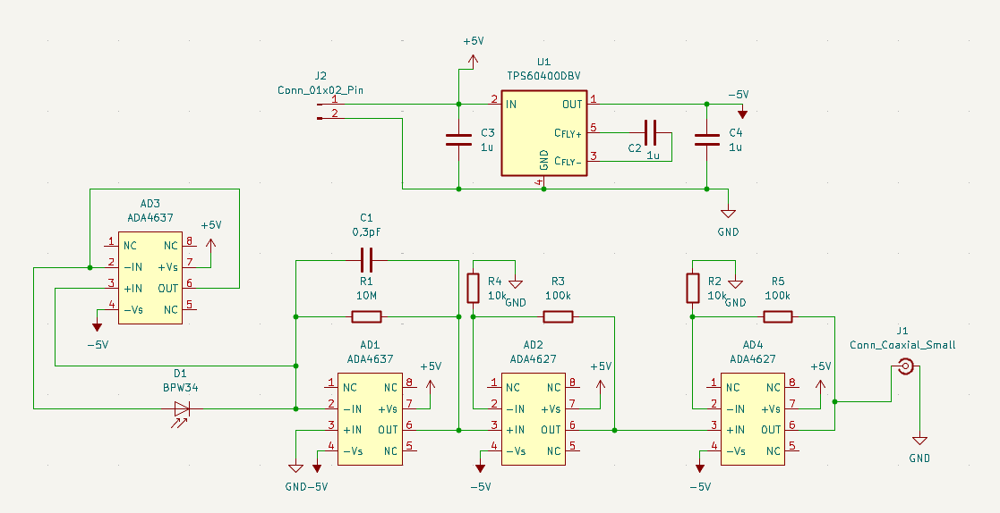 +5V
U1
TPS60400DBV
J2
Conn_01x02_Pin
1
2
2
IN
OUT
1
-5V
CFLY+
5
C3
1u
C2
1u
C4
1u
GND
CFLY-
3
4
GND
AD3
ADA4637
+5V
1
NC
NC
8
2
-IN
+Vs
7
3
+IN
OUT
6
4
-Vs
NC
5
-5V
C1
0,3pF
R1
10M
R4
10k
GND
R3
100k
R2
10k
GND
R5
100k
D1
BPW34
AD1
ADA4637
+5V
1
NC
NC
8
2
-IN
+Vs
7
3
+IN
OUT
6
4
-Vs
NC
5
GND
-5V
AD2
ADA4627
+5V
1
NC
NC
8
2
-IN
+Vs
7
3
+IN
OUT
6
4
-Vs
NC
5
-5V
AD4
ADA4627
+5V
1
NC
NC
8
2
-IN
+Vs
7
3
+IN
OUT
6
4
-Vs
NC
5
-5V
J1
Conn_Coaxial_Small
GND